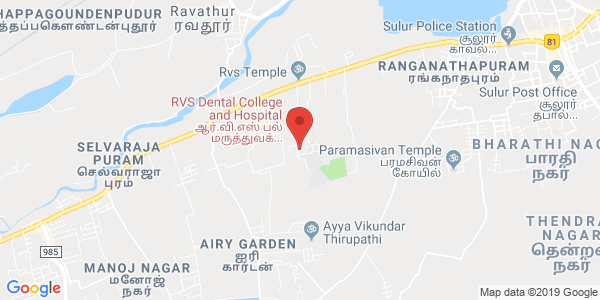 HAPPAGOUNDENPUDUR
த்தப்பகௌண்டன்புதூர்
Ravathur
ரவதூர்
Sulur Police Station
சூலூர்
காவல்
81
RANGANATHAPURAM
ரங்கநாதபுரம்
Rvs Temple
Sulur Post Office
சூலூர்
தபால்
RVS Dental College
and Hospital
ஆர்.வி.எஸ் பல்
மருத்துவக்...
SELVARAJA
PURAM
செல்வராஜா
புரம்
Paramasivan Temple
பரமசிவன்
கோயில்
BHARATHI NAG
பாரதி
நகர்
Ayya Vikundar
Thirupathi
AIRY GARDEN
ஐரி
கார்டன்
THENDRA
NAGAR
தென்றல்
நகர்
985
MANOJ NAGAR
மனோஜ்
நகர்
Google
Map data ©2019 Google